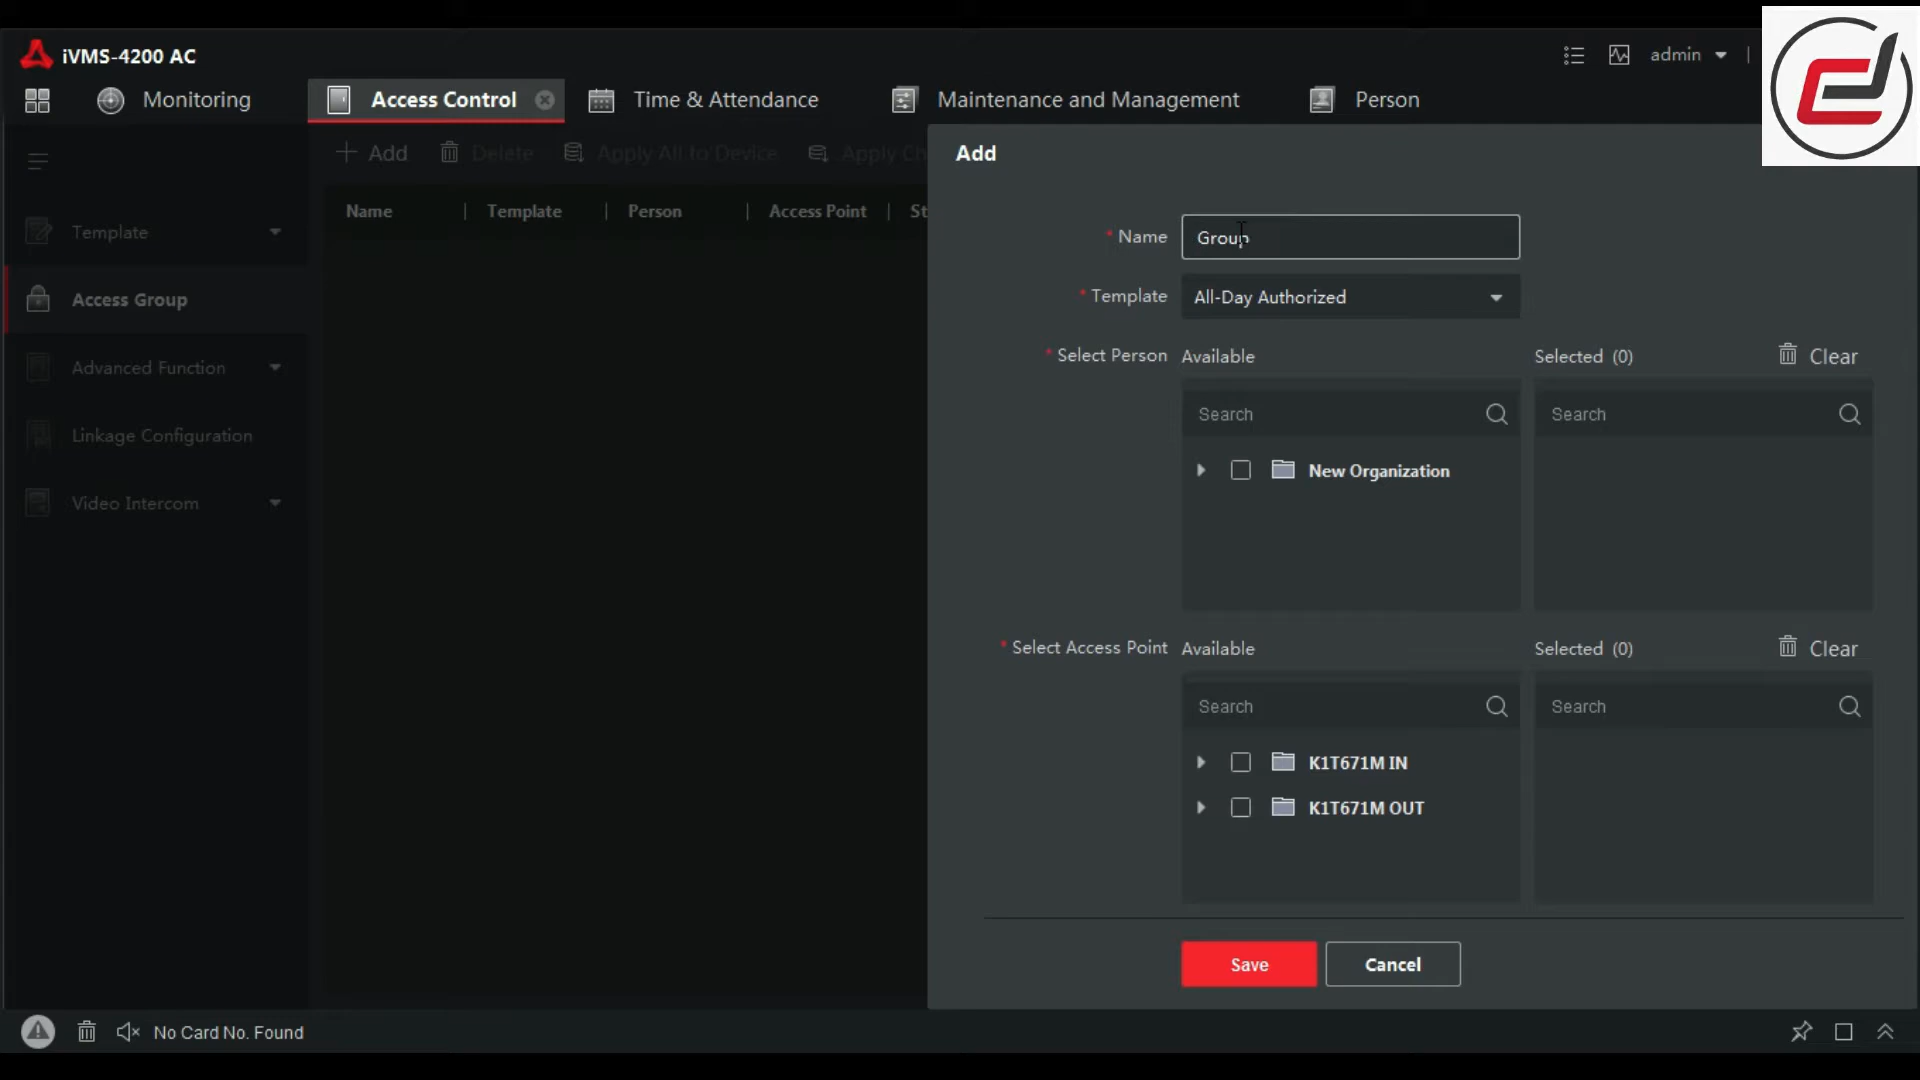 iVMS-4200 AC
admin
Monitoring
Access Control
Time & Attendance
Maintenance and Management
Person
Add
Delete
Apply All to Device
Apply Ch
Add
Name
Template
Person
Access Point
St
Template
Access Group
Advanced Function
Linkage Configuration
Video Intercom
* Name
Group
* Template
All-Day Authorized
* Select Person
Available
Selected (0)
Clear
Search
Search
New Organization
* Select Access Point
Available
Selected (0)
Clear
Search
Search
K1T671M IN
K1T671M OUT
Save
Cancel
No Card No. Found